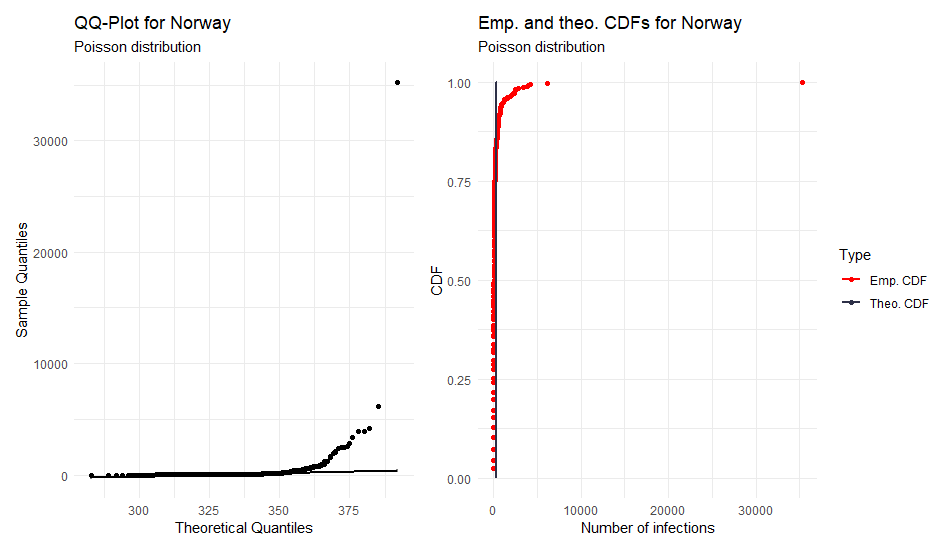 QQ-Plot for Norway
Poisson distribution
30000
20000
10000
0
Sample Quantiles
300
325
350
375
Theoretical Quantiles
Emp. and theo. CDFs for Norway
Poisson distribution
1.00
0.75
0.50
0.25
0.00
CDF
0
10000
20000
30000
Number of infections
Type
Emp. CDF
Theo. CDF